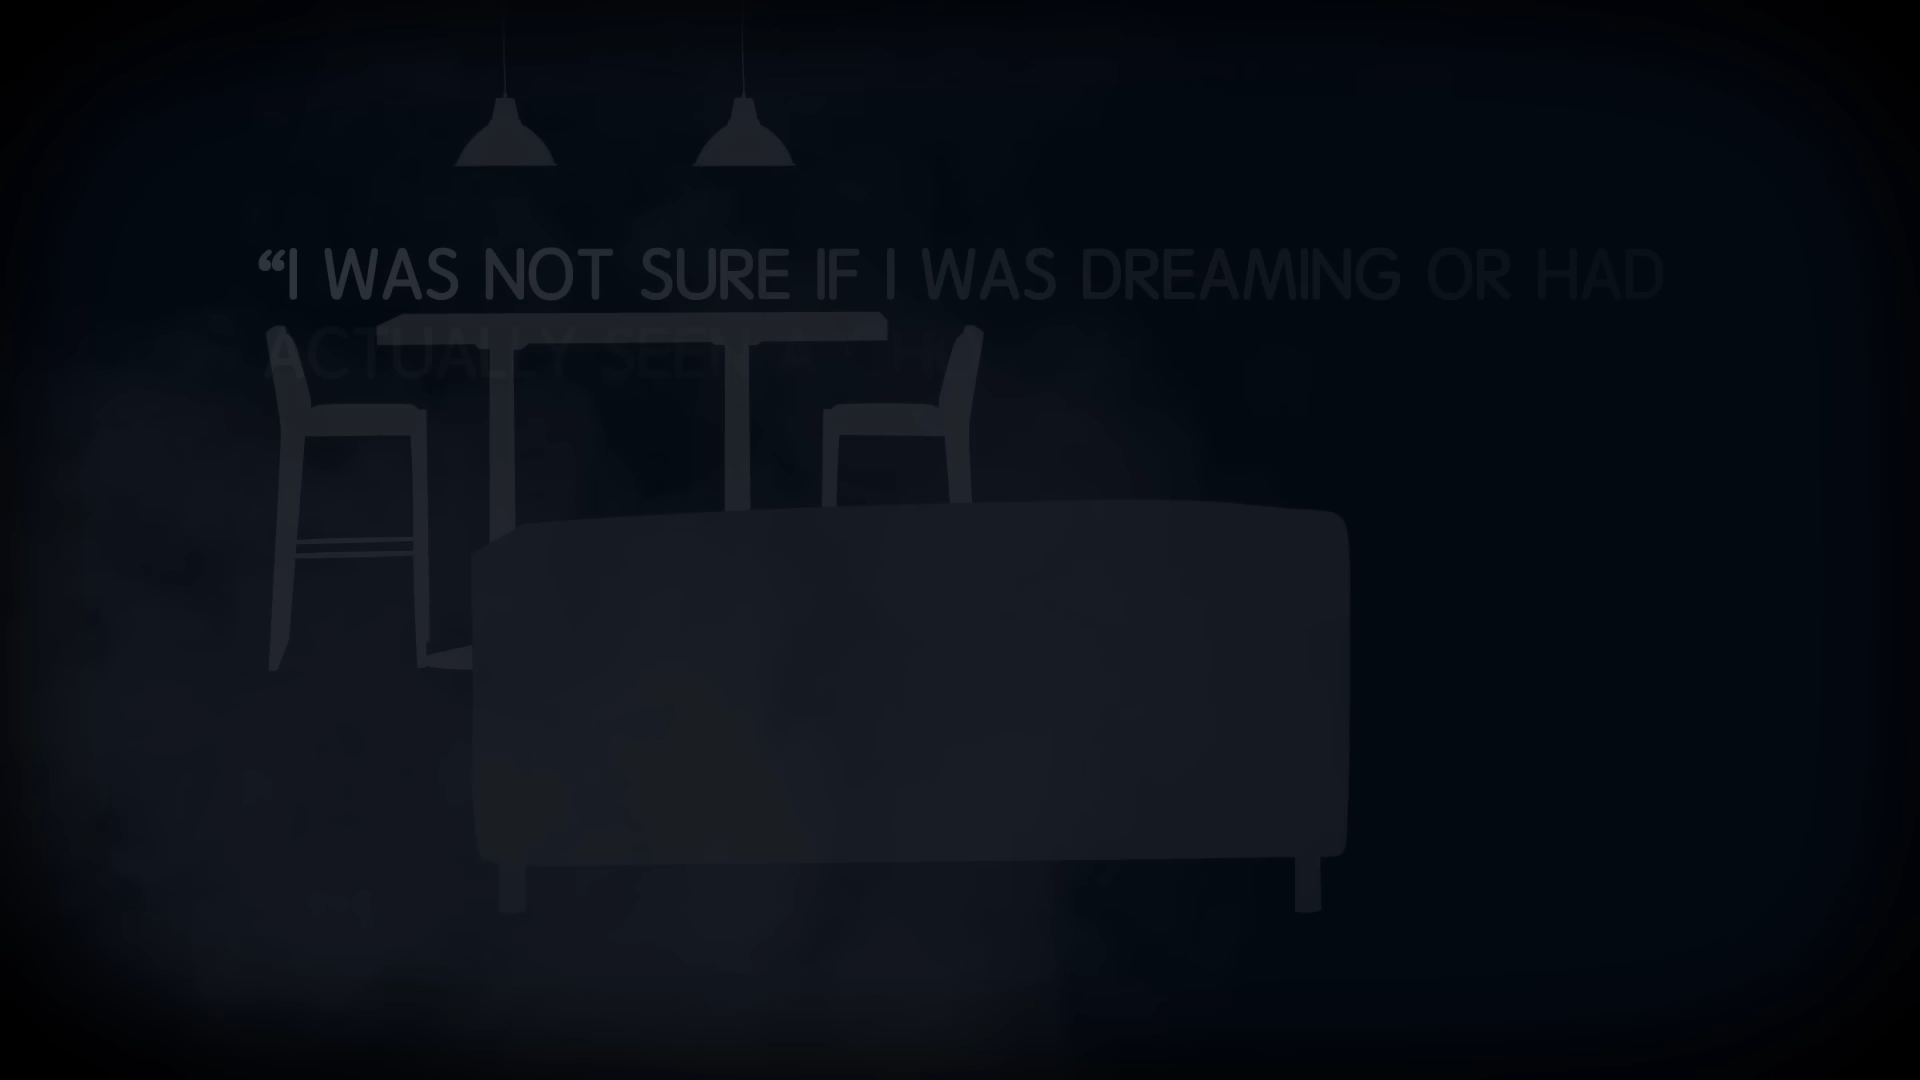 “I WAS NOT SURE IF I WAS DREAMING OR HAD
ACTUALLY SEEN A